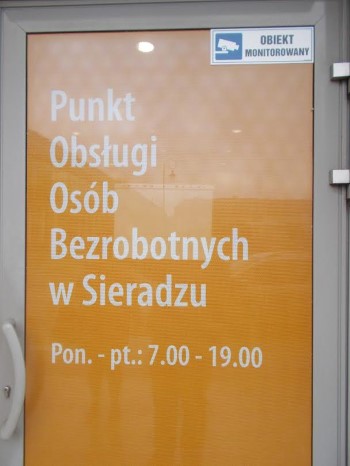 OBIEKT
MONITOROWANY
Punkt
Obsługi
Osób
Bezrobotnych
w Sieradzu
Pon. - pt.: 7.00 - 19.00